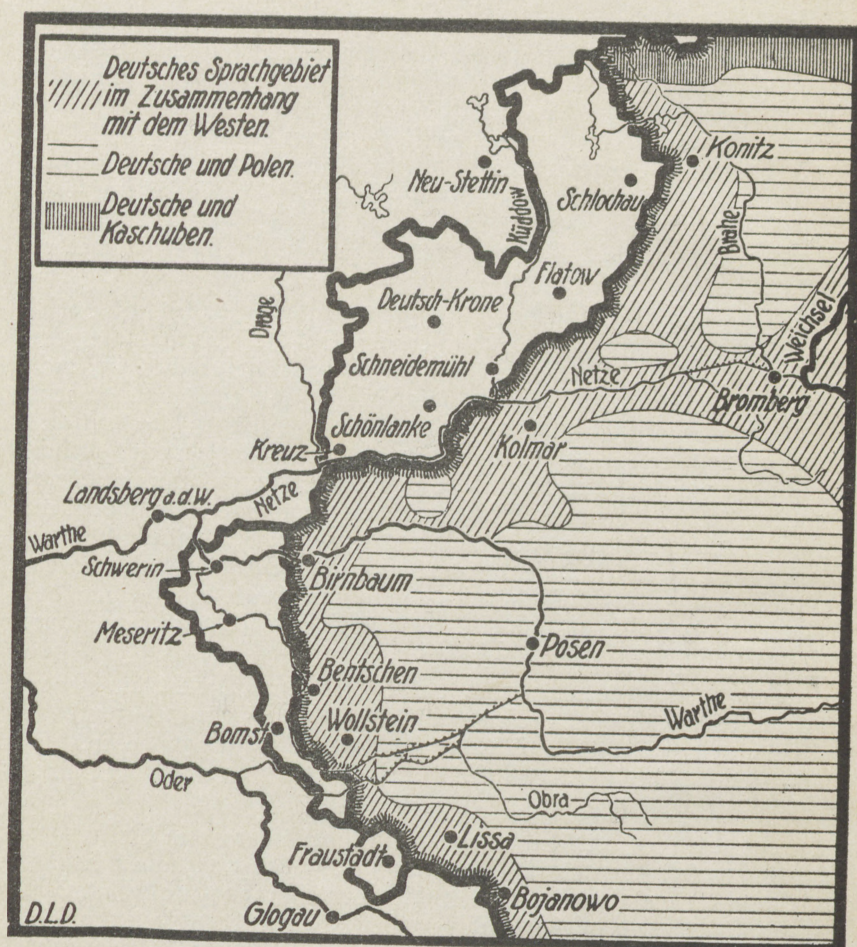 Deutsches Sprachgebiet
im Zusammenhang
mit dem Westen.
Deutsche und Polen.
Deutsche und
Kaschuben.
Konitz
Neu-Stettin
Schlochau
Küddow
Brahe
Flatow
Deutsch-Krone
Drage
Weichsel
Schneidemühl
Netze
Bromberg
Schönlanke
Kolmar
Kreuz
Landsberg a.d.W.
Netze
Warthe
Schwerin
Birnbaum
Meseritz
Posen
Bentschen
Warthe
Bomst
Wollstein
Oder
Obra
Lissa
Fraustadt
Bojanowo
Glogau
D.L.D.